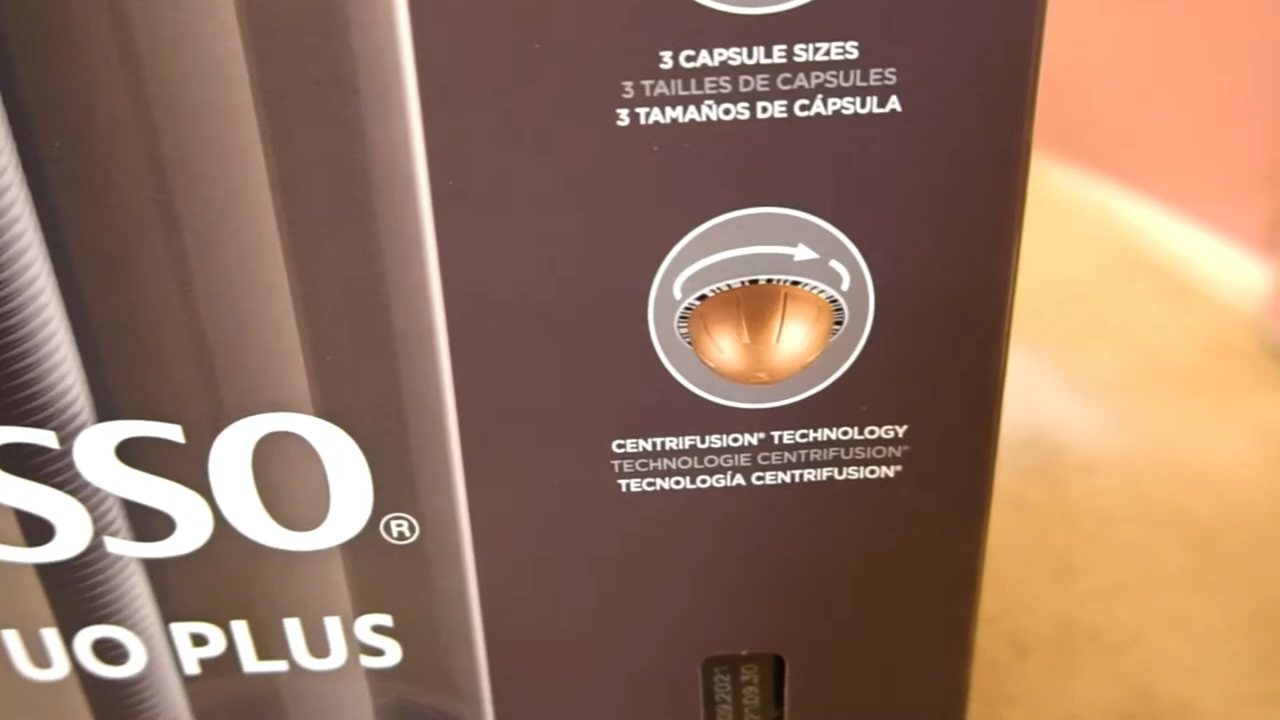 3 CAPSULE SIZES
3 TAILLES DE CAPSULES
3 TAMAÑOS DE CÁPSULA
CENTRIFUSION® TECHNOLOGY
TECHNOLOGIE CENTRIFUSION®
TECNOLOGÍA CENTRIFUSION®
SSO®
UO PLUS